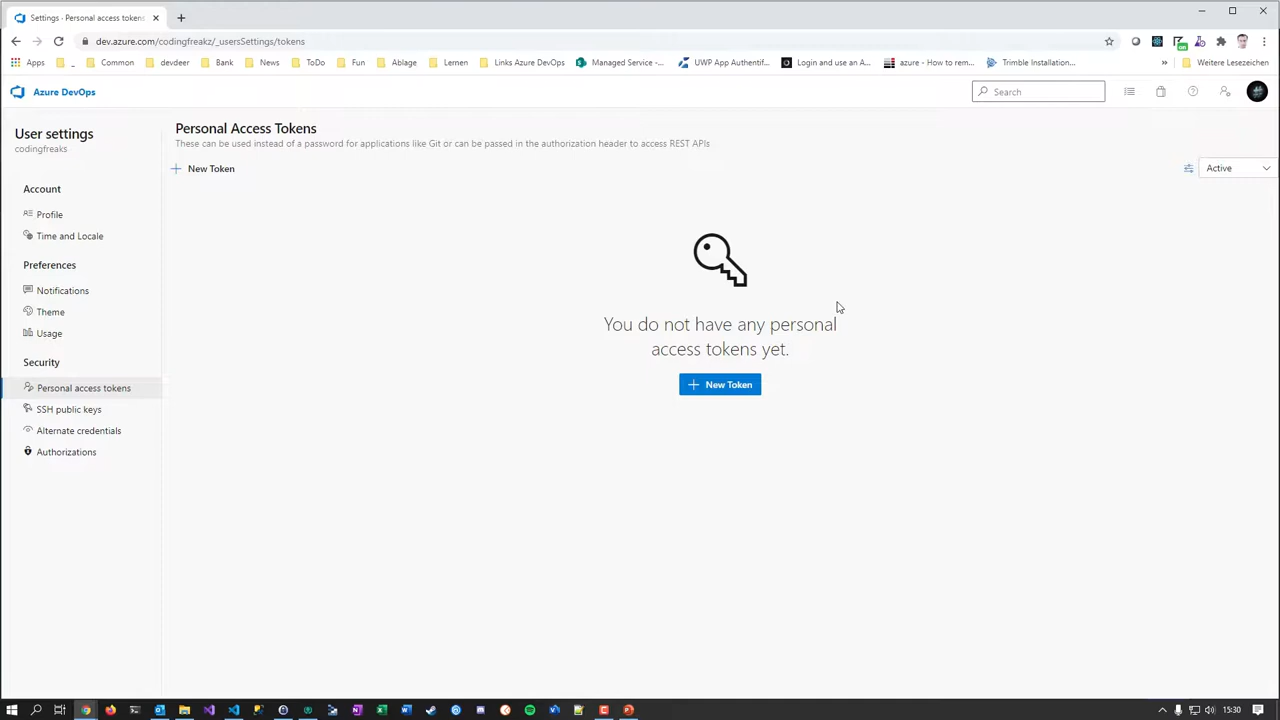 Settings - Personal access tokens
dev.azure.com/codingfreakz/_usersSettings/tokens
Apps
_
Common
devdeer
Bank
News
ToDo
Fun
Ablage
Lernen
Links Azure DevOps
Managed Service -...
UWP App Authentif...
Login and use an A...
azure - How to rem...
Trimble Installation...
»
Weitere Lesezeichen
Azure DevOps
Search
User settings
codingfreaks
Account
Profile
Time and Locale
Preferences
Notifications
Theme
Usage
Security
Personal access tokens
SSH public keys
Alternate credentials
Authorizations
Personal Access Tokens
These can be used instead of a password for applications like Git or can be passed in the authorization header to access REST APIs
New Token
Active
You do not have any personal
access tokens yet.
New Token
15:30